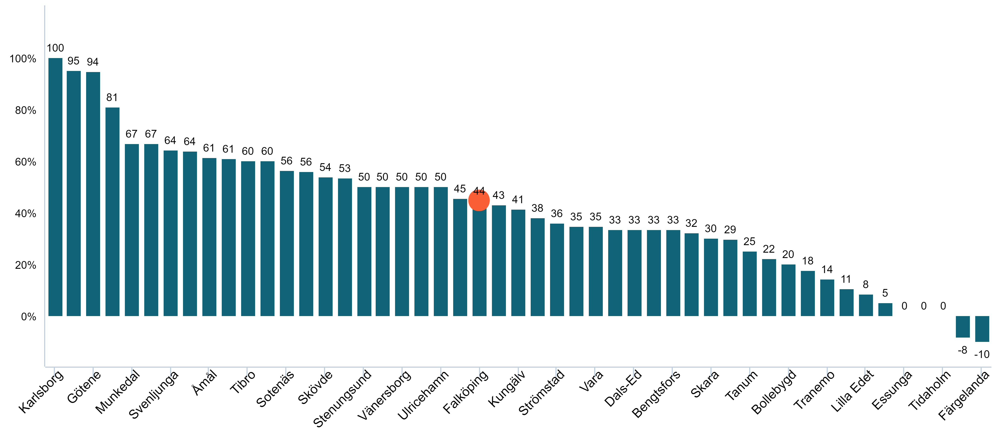 100%
80%
60%
40%
20%
0%
100
95
94
81
67
67
64
64
61
61
60
60
56
56
54
53
50
50
50
50
50
45
44
43
41
38
36
35
35
33
33
33
33
32
30
29
25
22
20
18
14
11
8
5
0
0
0
-8
-10
Karlsborg
Götene
Munkedal
Svenljunga
Åmål
Tibro
Sotenäs
Skövde
Stenungsund
Vänersborg
Ulricehamn
Falköping
Kungälv
Strömstad
Vara
Dals-Ed
Bengtsfors
Skara
Tanum
Bollebygd
Tranemo
Lilla Edet
Essunga
Tidaholm
Färgelanda